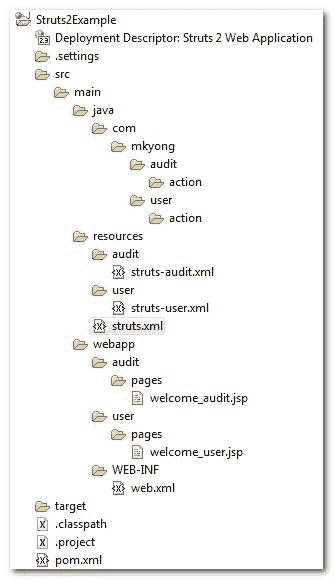 Struts2Example
Deployment Descriptor: Struts 2 Web Application
.settings
src
main
java
com
mkyong
audit
action
user
action
resources
audit
struts-audit.xml
user
struts-user.xml
struts.xml
webapp
audit
pages
welcome_audit.jsp
user
pages
welcome_user.jsp
WEB-INF
web.xml
target
.classpath
.project
pom.xml